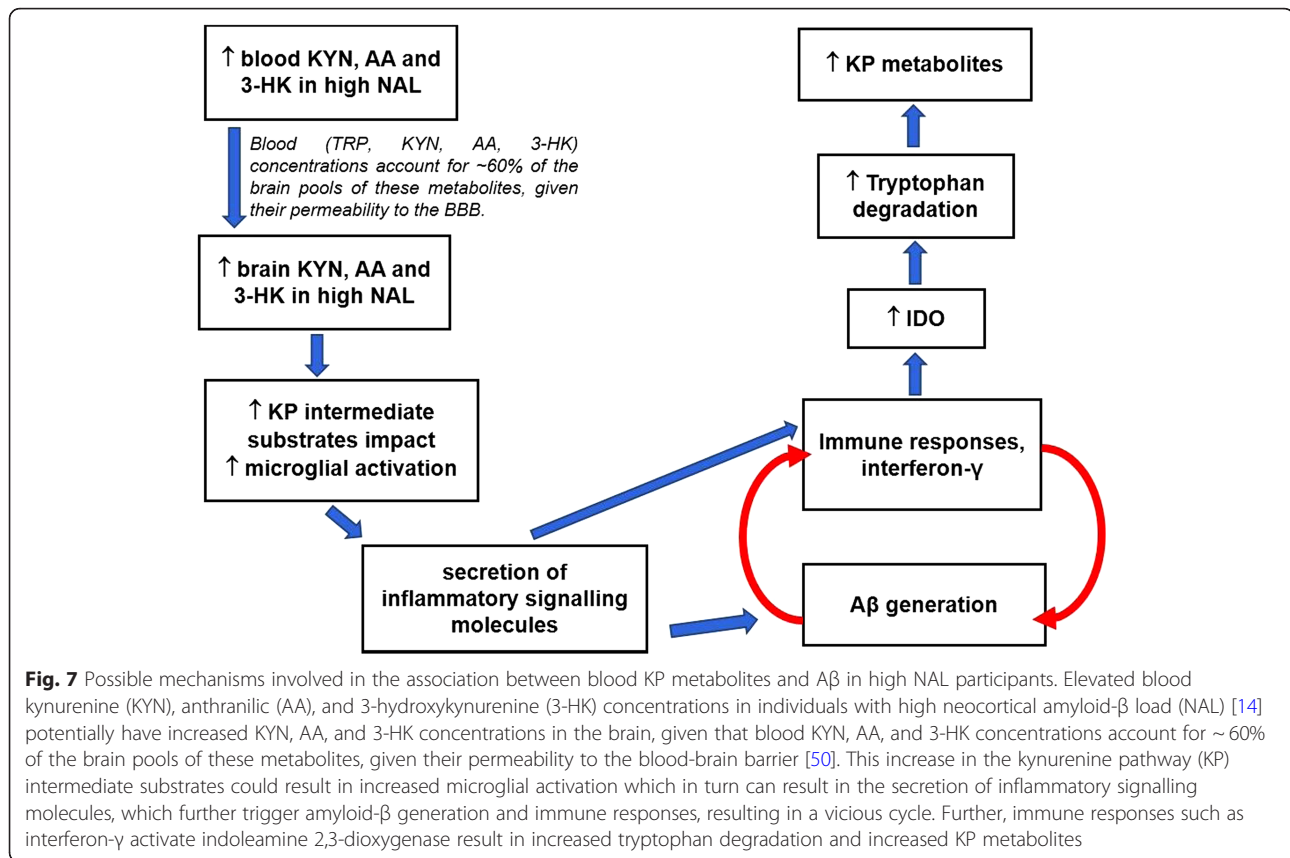 ↑ blood KYN, AA and
3-HK in high NAL
Blood (TRP, KYN, AA, 3-HK)
concentrations account for ~60% of the
brain pools of these metabolites, given
their permeability to the BBB.
↑ brain KYN, AA and
3-HK in high NAL
↑ KP intermediate
substrates impact
↑ microglial activation
secretion of
inflammatory signalling
molecules
↑ KP metabolites
↑ Tryptophan
degradation
↑ IDO
Immune responses,
interferon-γ
Aβ generation
Fig. 7 Possible mechanisms involved in the association between blood KP metabolites and Aβ in high NAL participants. Elevated blood
kynurenine (KYN), anthranilic (AA), and 3-hydroxykynurenine (3-HK) concentrations in individuals with high neocortical amyloid-β load (NAL) [14]
potentially have increased KYN, AA, and 3-HK concentrations in the brain, given that blood KYN, AA, and 3-HK concentrations account for ~ 60%
of the brain pools of these metabolites, given their permeability to the blood-brain barrier [50]. This increase in the kynurenine pathway (KP)
intermediate substrates could result in increased microglial activation which in turn can result in the secretion of inflammatory signalling
molecules, which further trigger amyloid-β generation and immune responses, resulting in a vicious cycle. Further, immune responses such as
interferon-γ activate indoleamine 2,3-dioxygenase result in increased tryptophan degradation and increased KP metabolites